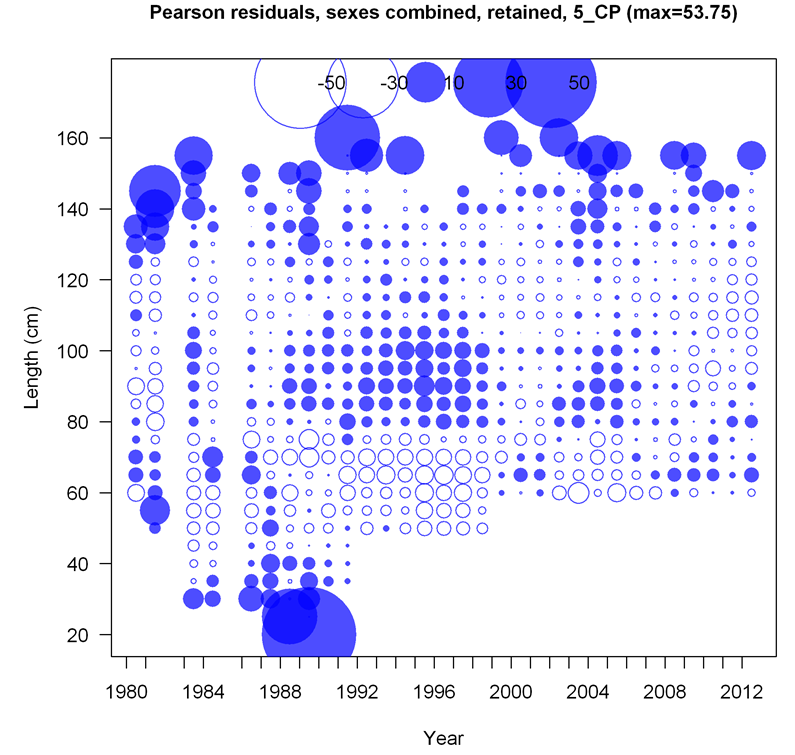 Pearson residuals, sexes combined, retained, 5_CP (max=53.75)
-50 -30 10 30 50
160
140
120
100
80
60
40
20
Length (cm)
1980 1984 1988 1992 1996 2000 2004 2008 2012
Year